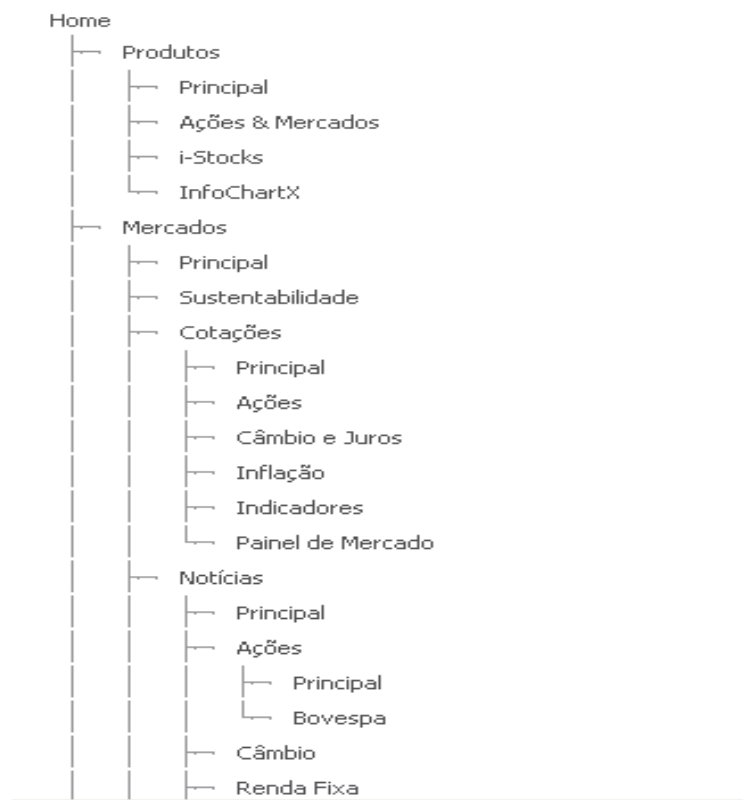 Home
Produtos
Principal
Ações & Mercados
i-Stocks
InfoChartX
Mercados
Principal
Sustentabilidade
Cotações
Principal
Ações
Câmbio e Juros
Inflação
Indicadores
Painel de Mercado
Notícias
Principal
Ações
Principal
Bovespa
Câmbio
Renda Fixa